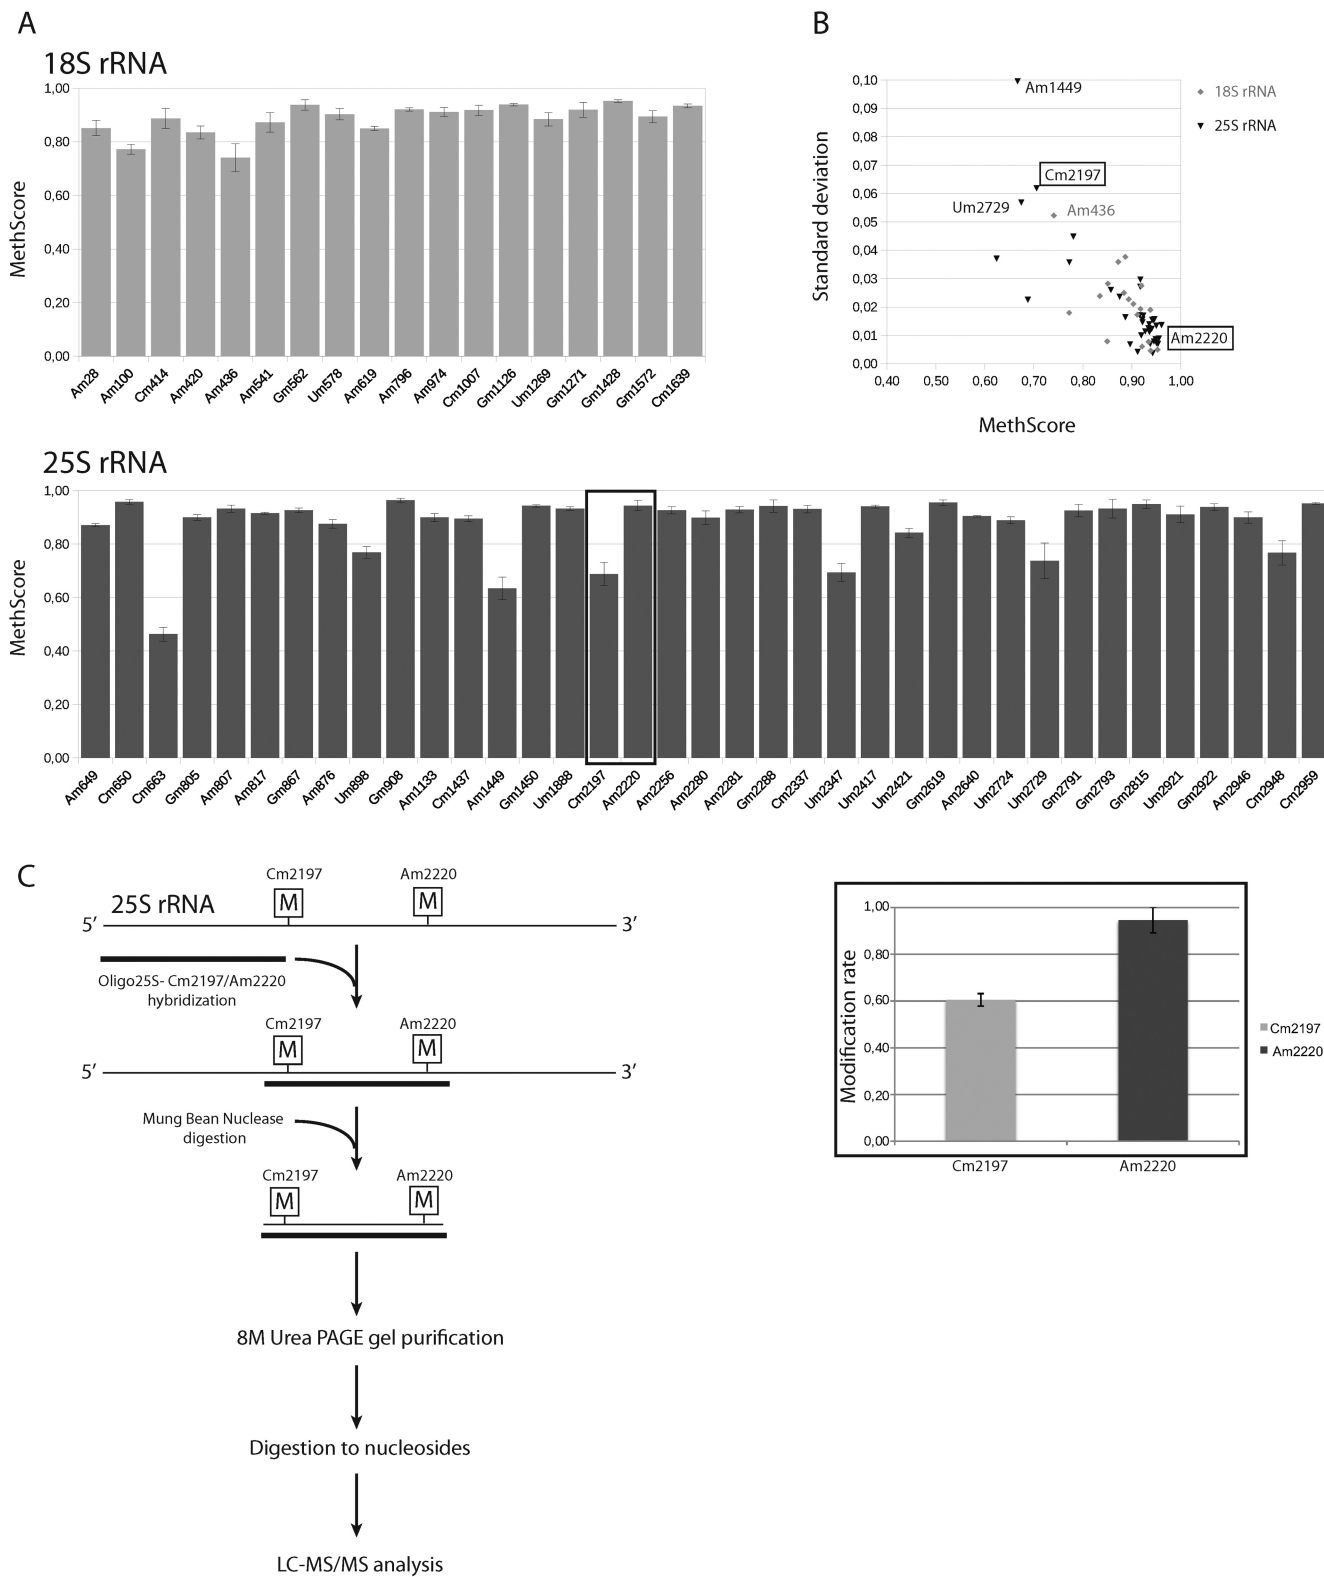 A
18S rRNA
MethScore
1,00
0,80
0,60
0,40
0,20
0,00
Am28 Am100 Cm414 Am420 Am436 Am541 Gm562 Um578 Am619 Am796 Am974 Cm1007 Gm1126 Um1269 Gm1271 Gm1428 Gm1572 Cm1639
B
Standard deviation
0,10
0,09
0,08
0,07
0,06
0,05
0,04
0,03
0,02
0,01
0,00
Am1449
Cm2197
Um2729
Am436
Am2220
18S rRNA
25S rRNA
0,40 0,50 0,60 0,70 0,80 0,90 1,00
MethScore
25S rRNA
MethScore
1,00
0,80
0,60
0,40
0,20
0,00
Am649 Cm650 Cm663 Gm805 Am807 Am817 Gm867 Am876 Um898 Gm908 Am1133 Cm1437 Am1449 Gm1450 Um1888 Cm2197 Am2220 Am2256 Am2280 Am2281 Gm2288 Cm2337 Um2347 Um2417 Um2421 Gm2619 Am2640 Um2724 Um2729 Gm2791 Gm2793 Gm2815 Um2921 Gm2922 Am2946 Cm2948 Cm2959
C
Cm2197 Am2220
25S rRNA
M M
5′ 3′
Oligo25S- Cm2197/Am2220
hybridization
Cm2197 Am2220
M M
5′ 3′
Mung Bean Nuclease
digestion
Cm2197 Am2220
M M
8M Urea PAGE gel purification
Digestion to nucleosides
LC-MS/MS analysis
Modification rate
1,00
0,80
0,60
0,40
0,20
0,00
Cm2197 Am2220
Cm2197
Am2220